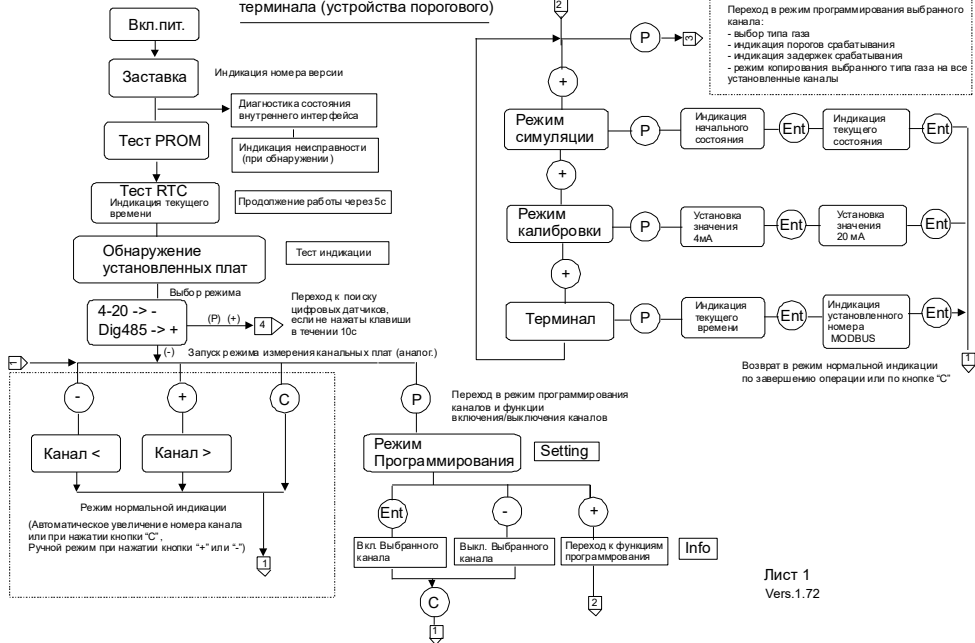 терминала (устройства порогового)
Вкл.пит.
Заставка
Индикация номера версии
Диагностика состояния
внутреннего интерфейса
Тест PROM
Индикация неисправности
(при обнаружении)
Тест RTC
Индикация текущего
времени
Продолжение работы через 5с
Обнаружение
установленных плат
Тест индикации
Выбор режима
4-20 -> -
Dig485 -> +
(P) (+)
4
Переход к поиску
цифровых датчиков,
если не нажаты клавиши
в течении 10с
(-)
Запуск режима измерения канальных плат (аналог.)
1
-
+
C
P
Переход в режим программирования
каналов и функции
включения/выключения каналов
Канал <
Канал >
Режим
Программирования
Setting
Режим нормальной индикации
(Автоматическое увеличение номера канала
или при нажатии кнопки “С” ,
Ручной режим при нажатии кнопки “+” или “-”)
1
Ent
-
+
Вкл. Выбранного
канала
Выкл. Выбранного
канала
Переход к функциям
программирования
Info
C
1
2
2
P
3
Переход в режим программирования выбранного
канала:
- выбор типа газа
- индикация порогов срабатывания
- индикация задержек срабатывания
- режим копирования выбранного типа газа на все
установленные каналы
+
Режим
симуляции
P
Индикация
начального
состояния
Ent
Индикация
текущего
состояния
Ent
+
Режим
калибровки
P
Установка
значения
4мА
Ent
Установка
значения
20 мА
Ent
+
Терминал
P
Индикация
текущего
времени
Ent
Индикация
установленного
номера
MODBUS
Ent
1
Возврат в режим нормальной индикации
по завершению операции или по кнопке “С”
Лист 1
Vers.1.72